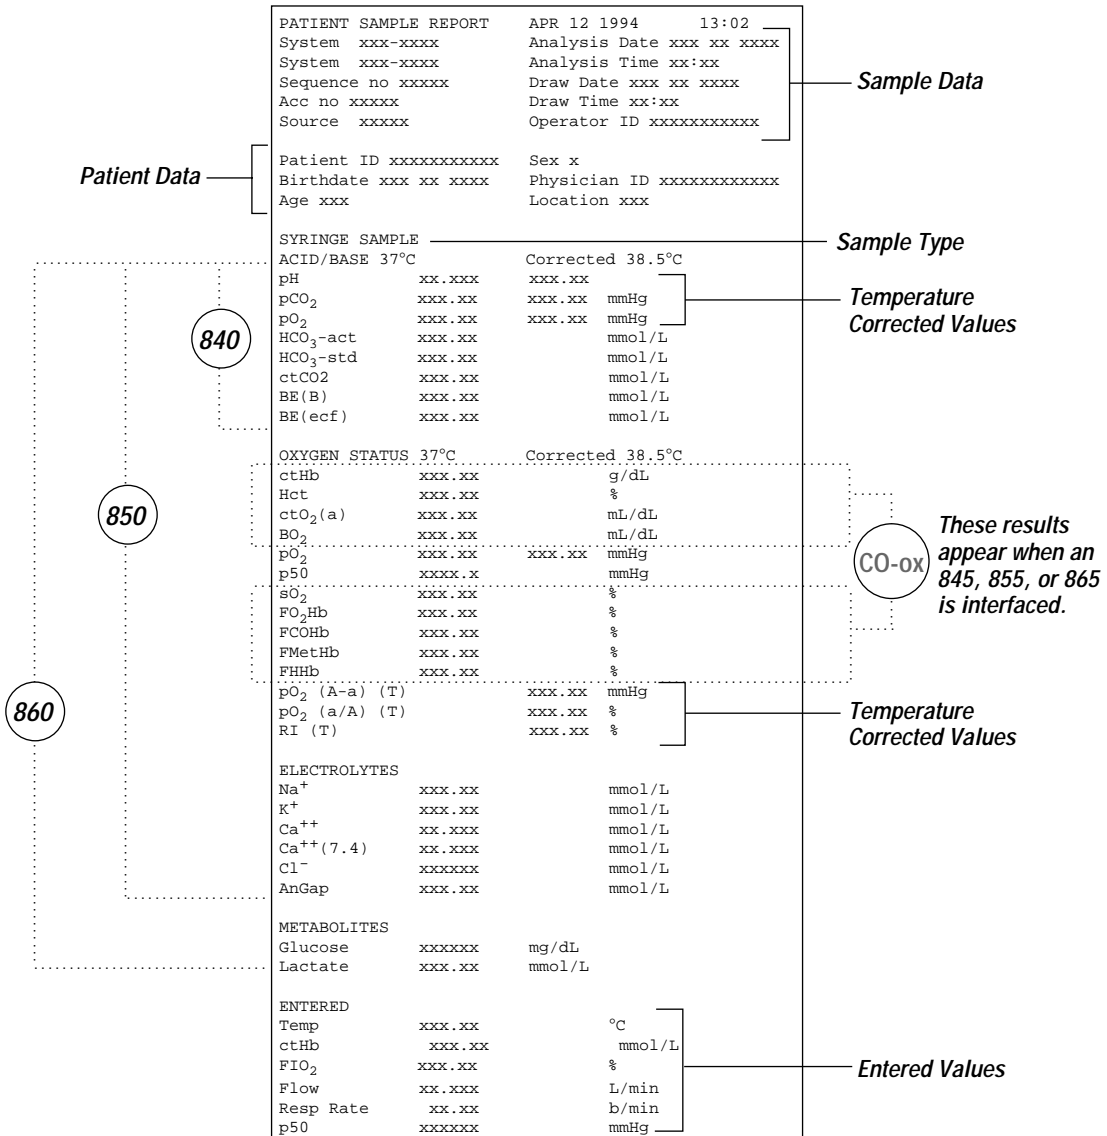 PATIENT SAMPLE REPORT APR 12 1994 13:02
System xxx-xxxx Analysis Date xxx xx xxxx
System xxx-xxxx Analysis Time xx:xx
Sequence no xxxxx Draw Date xxx xx xxxx
Acc no xxxxx Draw Time xx:xx
Source xxxxx Operator ID xxxxxxxxxxx
Sample Data
Patient Data
Patient ID xxxxxxxxxxx Sex x
Birthdate xxx xx xxxx Physician ID xxxxxxxxxxxx
Age xxx Location xxx
SYRINGE SAMPLE
Sample Type
ACID/BASE 37°C Corrected 38.5°C
pH xx.xxx xxx.xx
pCO₂ xxx.xx xxx.xx mmHg
pO₂ xxx.xx xxx.xx mmHg
Temperature
Corrected Values
HCO₃-act xxx.xx mmol/L
HCO₃-std xxx.xx mmol/L
ctCO2 xxx.xx mmol/L
BE(B) xxx.xx mmol/L
BE(ecf) xxx.xx mmol/L
840
OXYGEN STATUS 37°C Corrected 38.5°C
ctHb xxx.xx g/dL
Hct xxx.xx %
ctO₂(a) xxx.xx mL/dL
BO₂ xxx.xx mL/dL
pO₂ xxx.xx xxx.xx mmHg
p50 xxxx.x mmHg
sO₂ xxx.xx %
FO₂Hb xxx.xx %
FCOHb xxx.xx %
FMetHb xxx.xx %
FHHb xxx.xx %
850
CO-ox
These results
appear when an
845, 855, or 865
is interfaced.
pO₂ (A-a) (T) xxx.xx mmHg
pO₂ (a/A) (T) xxx.xx %
RI (T) xxx.xx %
860
Temperature
Corrected Values
ELECTROLYTES
Na⁺ xxx.xx mmol/L
K⁺ xxx.xx mmol/L
Ca⁺⁺ xx.xxx mmol/L
Ca⁺⁺(7.4) xx.xxx mmol/L
Cl⁻ xxxxxx mmol/L
AnGap xxx.xx mmol/L
METABOLITES
Glucose xxxxxx mg/dL
Lactate xxx.xx mmol/L
ENTERED
Temp xxx.xx °C
ctHb xxx.xx mmol/L
FIO₂ xxx.xx %
Flow xx.xxx L/min
Resp Rate xx.xx b/min
p50 xxxxxx mmHg
Entered Values